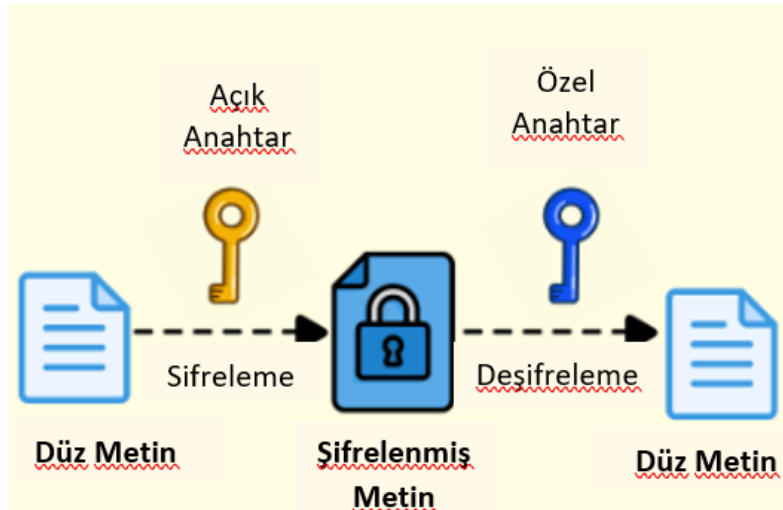 Açık
Anahtar
Özel
Anahtar
Sifreleme
Deşifreleme
Düz Metin
Şifrelenmiş
Metin
Düz Metin